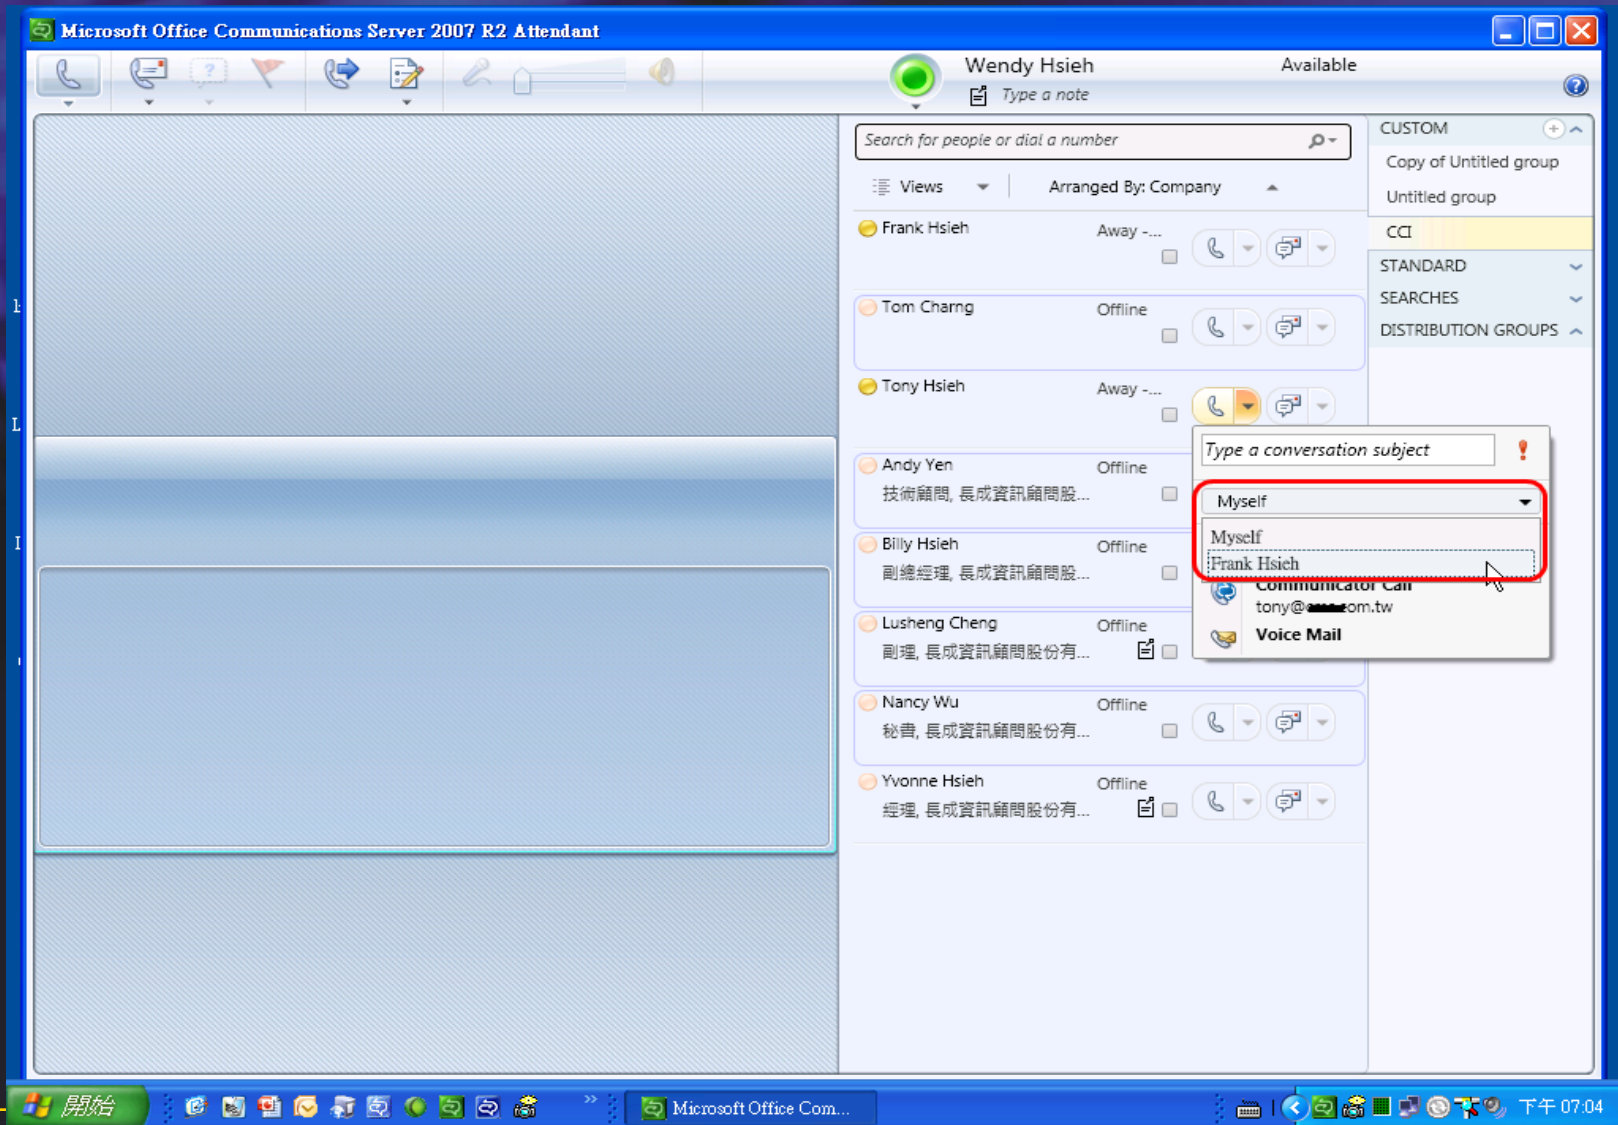 Microsoft Office Communications Server 2007 R2 Attendant
Wendy Hsieh
Available
Type a note
Search for people or dial a number
Views
Arranged By: Company
Frank Hsieh
Away -...
Tom Charng
Offline
Tony Hsieh
Away -...
Andy Yen
Offline
技術顧問, 長成資訊顧問股...
Billy Hsieh
Offline
副總經理, 長成資訊顧問股...
Lusheng Cheng
Offline
副理, 長成資訊顧問股份有...
Nancy Wu
Offline
秘書, 長成資訊顧問股份有...
Yvonne Hsieh
Offline
經理, 長成資訊顧問股份有...
Type a conversation subject
Myself
Myself
Frank Hsieh
Communicator Call
tony@ com.tw
Voice Mail
CUSTOM
Copy of Untitled group
Untitled group
CCI
STANDARD
SEARCHES
DISTRIBUTION GROUPS
開始
Microsoft Office Com...
下午 07:04